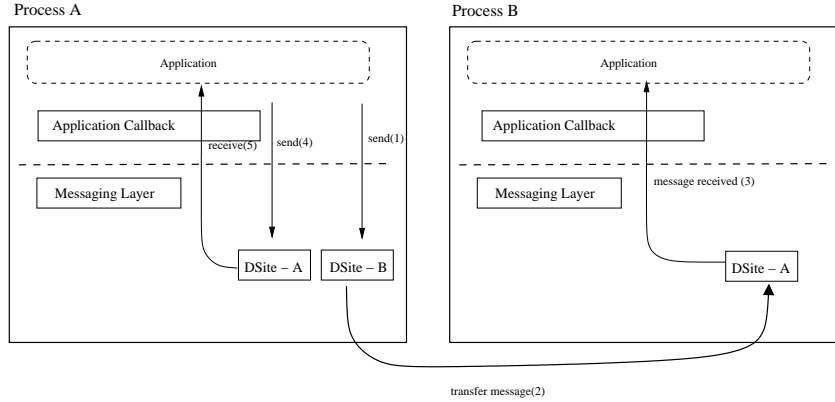 Process A
Process B
Application
Application
Application Callback
Application Callback
receive(5)
send(4)
send(1)
Messaging Layer
Messaging Layer
message received (3)
DSite – A
DSite – B
DSite – A
transfer message(2)